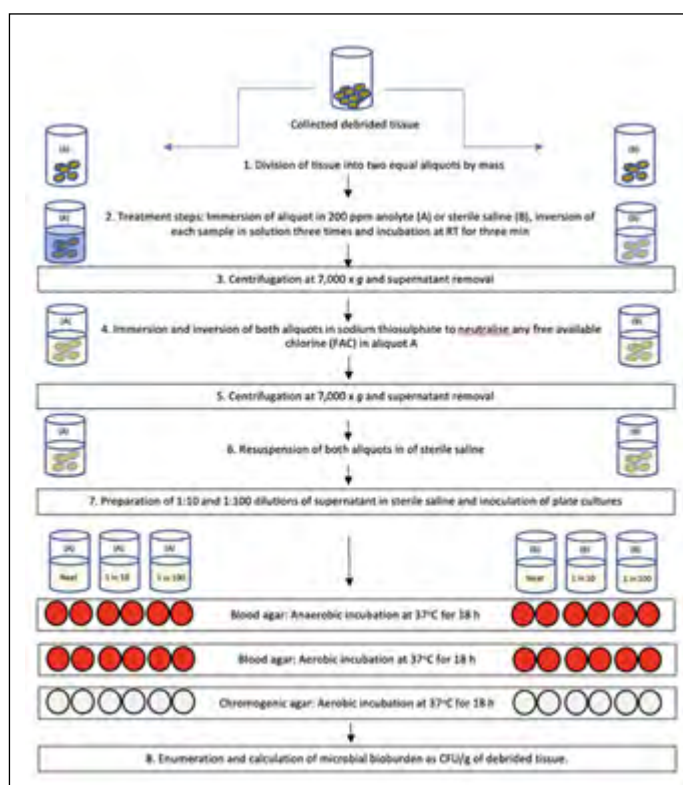 Collected debrided tissue
(A)
(B)
1. Division of tissue into two equal aliquots by mass
(A)
2. Treatment steps: Immersion of aliquot in 200 ppm anolyte (A) or sterile saline (B), inversion of
each sample in solution three times and incubation at RT for three min
3. Centrifugation at 7,000 x g and supernatant removal
(A)
(B)
4. Immersion and inversion of both aliquots in sodium thiosulphate to neutralise any free available
chlorine (FAC) in aliquot A
5. Centrifugation at 7,000 x g and supernatant removal
(A)
6. Resuspension of both aliquots in of sterile saline
7. Preparation of 1:10 and 1:100 dilutions of supernatant in sterile saline and inoculation of plate cultures
(A) (A) (A)
(B) (B) (B)
Neat 1 in 10 1 in 100
Neat 1 in 10 1 in 100
Blood agar: Anaerobic incubation at 37°C for 18 h
Blood agar: Aerobic incubation at 37°C for 18 h
Chromogenic agar: Aerobic incubation at 37°C for 18 h
8. Enumeration and calculation of microbial bioburden as CFU/g of debrided tissue.